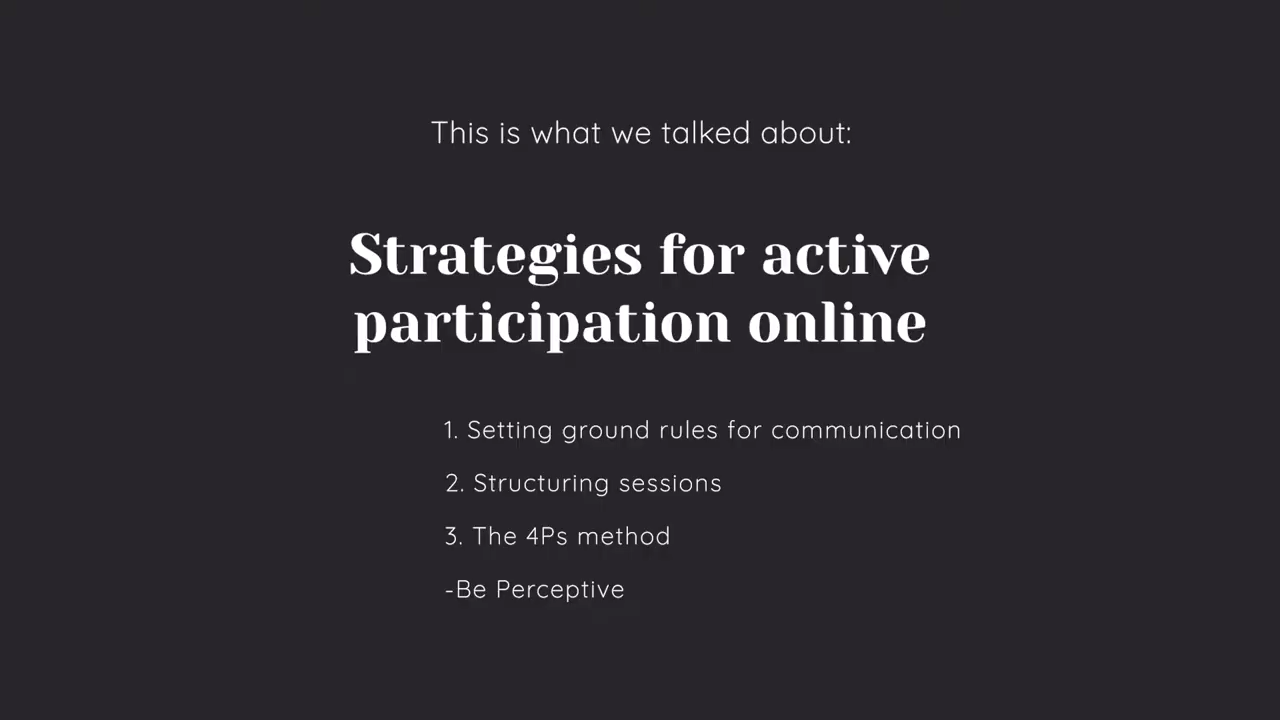 This is what we talked about:
Strategies for active
participation online
1. Setting ground rules for communication
2. Structuring sessions
3. The 4Ps method
-Be Perceptive